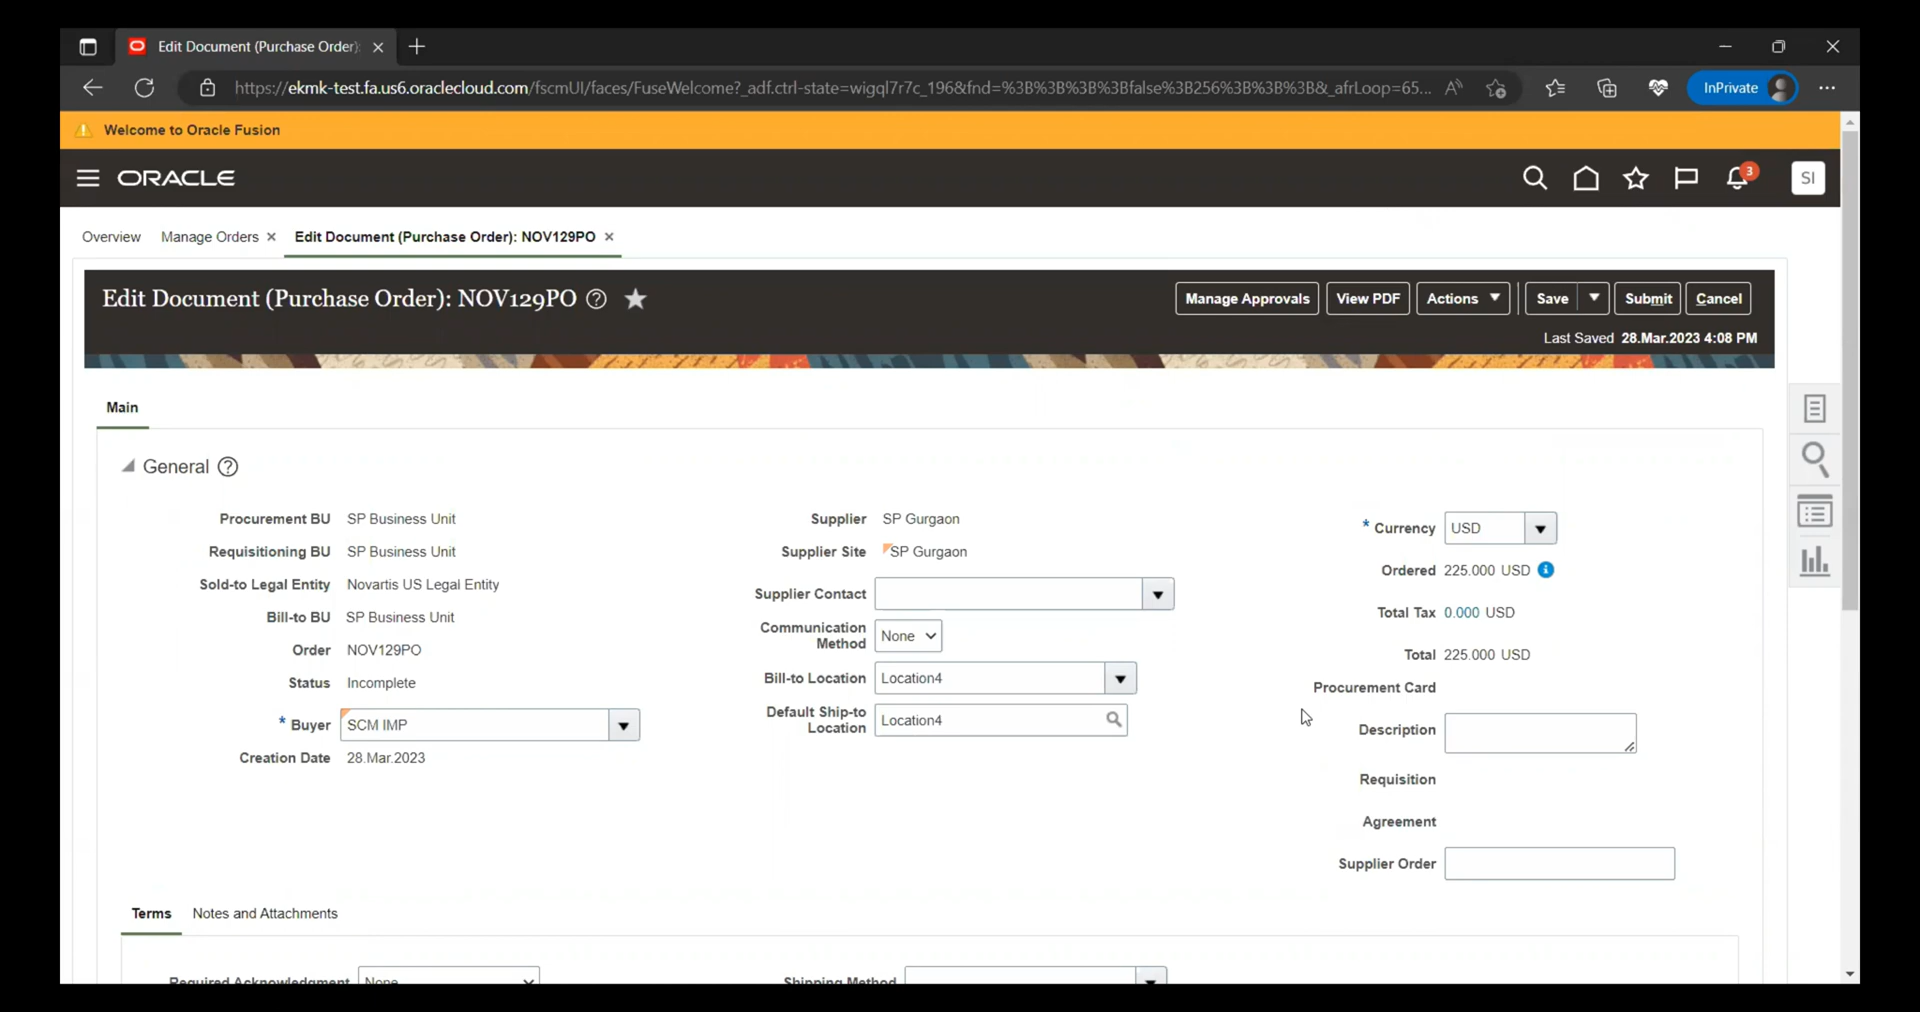 Edit Document (Purchase Order)
https://ekmk-test.fa.us6.oraclecloud.com/fscmUI/faces/FuseWelcome?_adf.ctrl-state=wigql7r7c_196&fnd=%3B%3B%3B%3Bfalse%3B256%3B%3B%3B&_afrLoop=65... InPrivate
Welcome to Oracle Fusion
ORACLE 3 SI
Overview Manage Orders Edit Document (Purchase Order): NOV129PO
Edit Document (Purchase Order): NOV129PO Manage Approvals View PDF Actions Save Submit Cancel
Last Saved 28.Mar.2023 4:08 PM
Main
General
Procurement BU SP Business Unit
Requisitioning BU SP Business Unit
Sold-to Legal Entity Novartis US Legal Entity
Bill-to BU SP Business Unit
Order NOV129PO
Status Incomplete
* Buyer SCM IMP
Creation Date 28.Mar.2023
Supplier SP Gurgaon
Supplier Site SP Gurgaon
Supplier Contact
Communication
Method None
Bill-to Location Location4
Default Ship-to
Location Location4
* Currency USD
Ordered 225.000 USD
Total Tax 0.000 USD
Total 225.000 USD
Procurement Card
Description
Requisition
Agreement
Supplier Order
Terms Notes and Attachments
Required Acknowledgment None Shipping Method